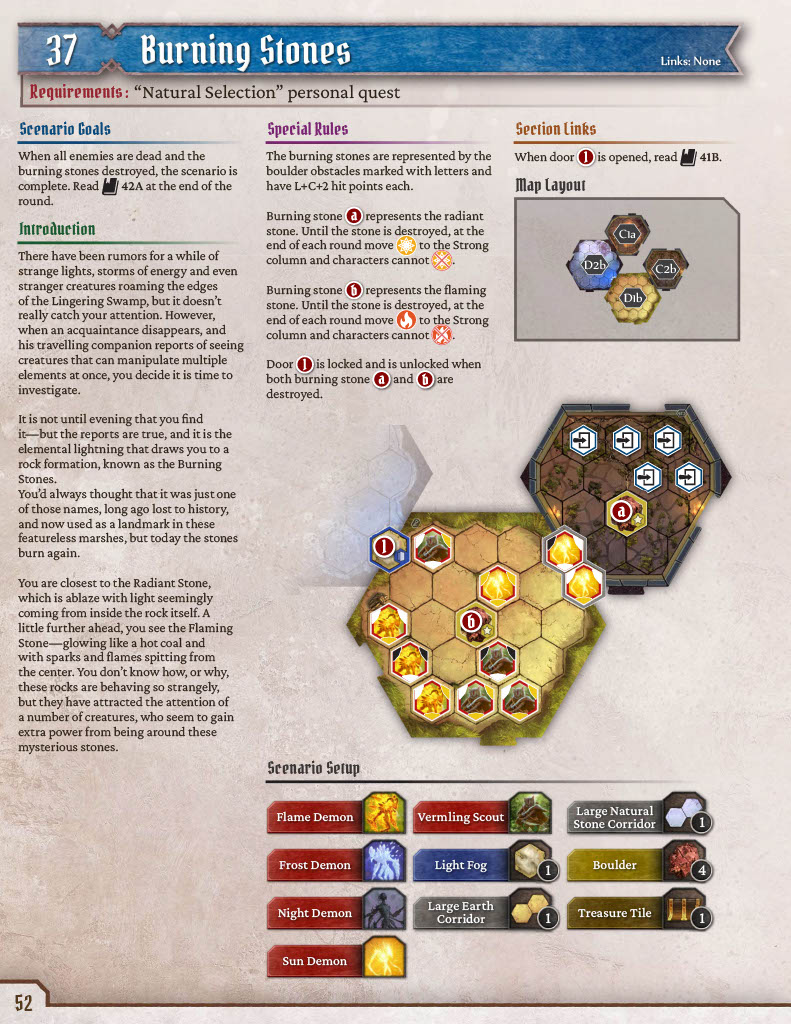 37 Burning Stones
Links: None
Requirements: “Natural Selection” personal quest
Scenario Goals
When all enemies are dead and the
burning stones destroyed, the scenario is
complete. Read 42A at the end of the
round.
Introduction
There have been rumors for a while of
strange lights, storms of energy and even
stranger creatures roaming the edges
of the Lingering Swamp, but it doesn’t
really catch your attention. However,
when an acquaintance disappears, and
his travelling companion reports of seeing
creatures that can manipulate multiple
elements at once, you decide it is time to
investigate.
It is not until evening that you find
it—but the reports are true, and it is the
elemental lightning that draws you to a
rock formation, known as the Burning
Stones.
You’d always thought that it was just one
of those names, long ago lost to history,
and now used as a landmark in these
featureless marshes, but today the stones
burn again.
You are closest to the Radiant Stone,
which is ablaze with light seemingly
coming from inside the rock itself. A
little further ahead, you see the Flaming
Stone—glowing like a hot coal and
with sparks and flames spitting from
the center. You don’t know how, or why,
these rocks are behaving so strangely,
but they have attracted the attention of
a number of creatures, who seem to gain
extra power from being around these
mysterious stones.
Special Rules
The burning stones are represented by the
boulder obstacles marked with letters and
have L+C+2 hit points each.
Burning stone a represents the radiant
stone. Until the stone is destroyed, at the
end of each round move to the Strong
column and characters cannot .
Burning stone b represents the flaming
stone. Until the stone is destroyed, at the
end of each round move to the Strong
column and characters cannot .
Door 1 is locked and is unlocked when
both burning stone a and b are
destroyed.
Section Links
When door 1 is opened, read 41B.
Map Layout
C1a
D2b
C2b
D1b
a
1
b
Scenario Setup
Flame Demon
Vermling Scout
Large Natural
Stone Corridor
1
Frost Demon
Light Fog
1
Boulder
4
Night Demon
Large Earth
Corridor
1
Treasure Tile
1
Sun Demon
52